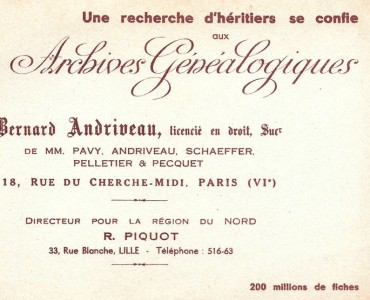 Une recherche d'héritiers se confie
aux
Archives Généalogiques
Bernard Andriveau, licencié en droit, Sucr
DE MM. PAVY, ANDRIVEAU, SCHAEFFER,
PELLETIER & PECQUET
18, RUE DU CHERCHE-MIDI, PARIS (VIe)
DIRECTEUR POUR LA RÉGION DU NORD
R. PIQUOT
33, Rue Blanche, LILLE - Téléphone : 516-63
200 millions de fiches